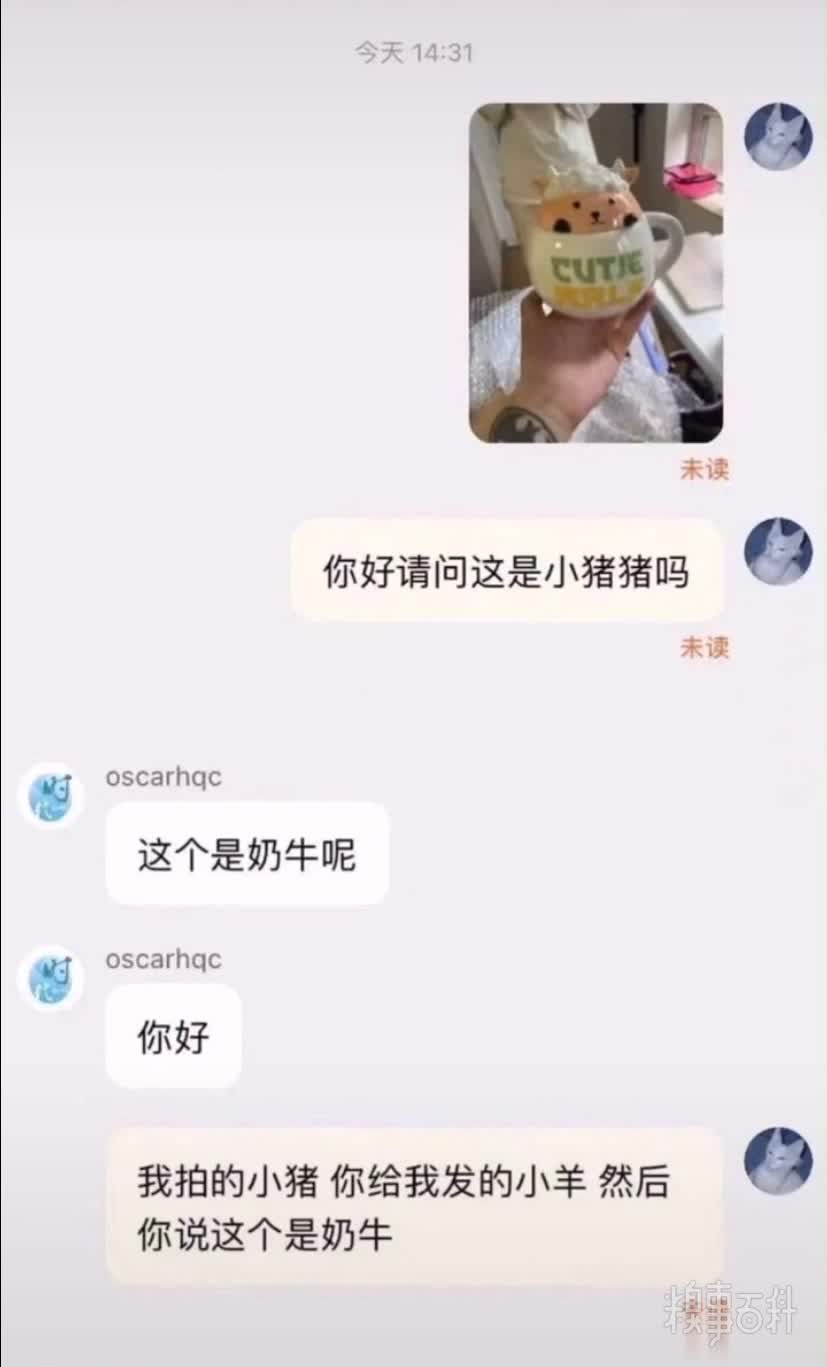 今天 14:31
CUTIE
未读
你好请问这是小猪猪吗
未读
oscarhqc
这个是奶牛呢
oscarhqc
你好
我拍的小猪 你给我发的小羊 然后
你说这个是奶牛
糗事百科